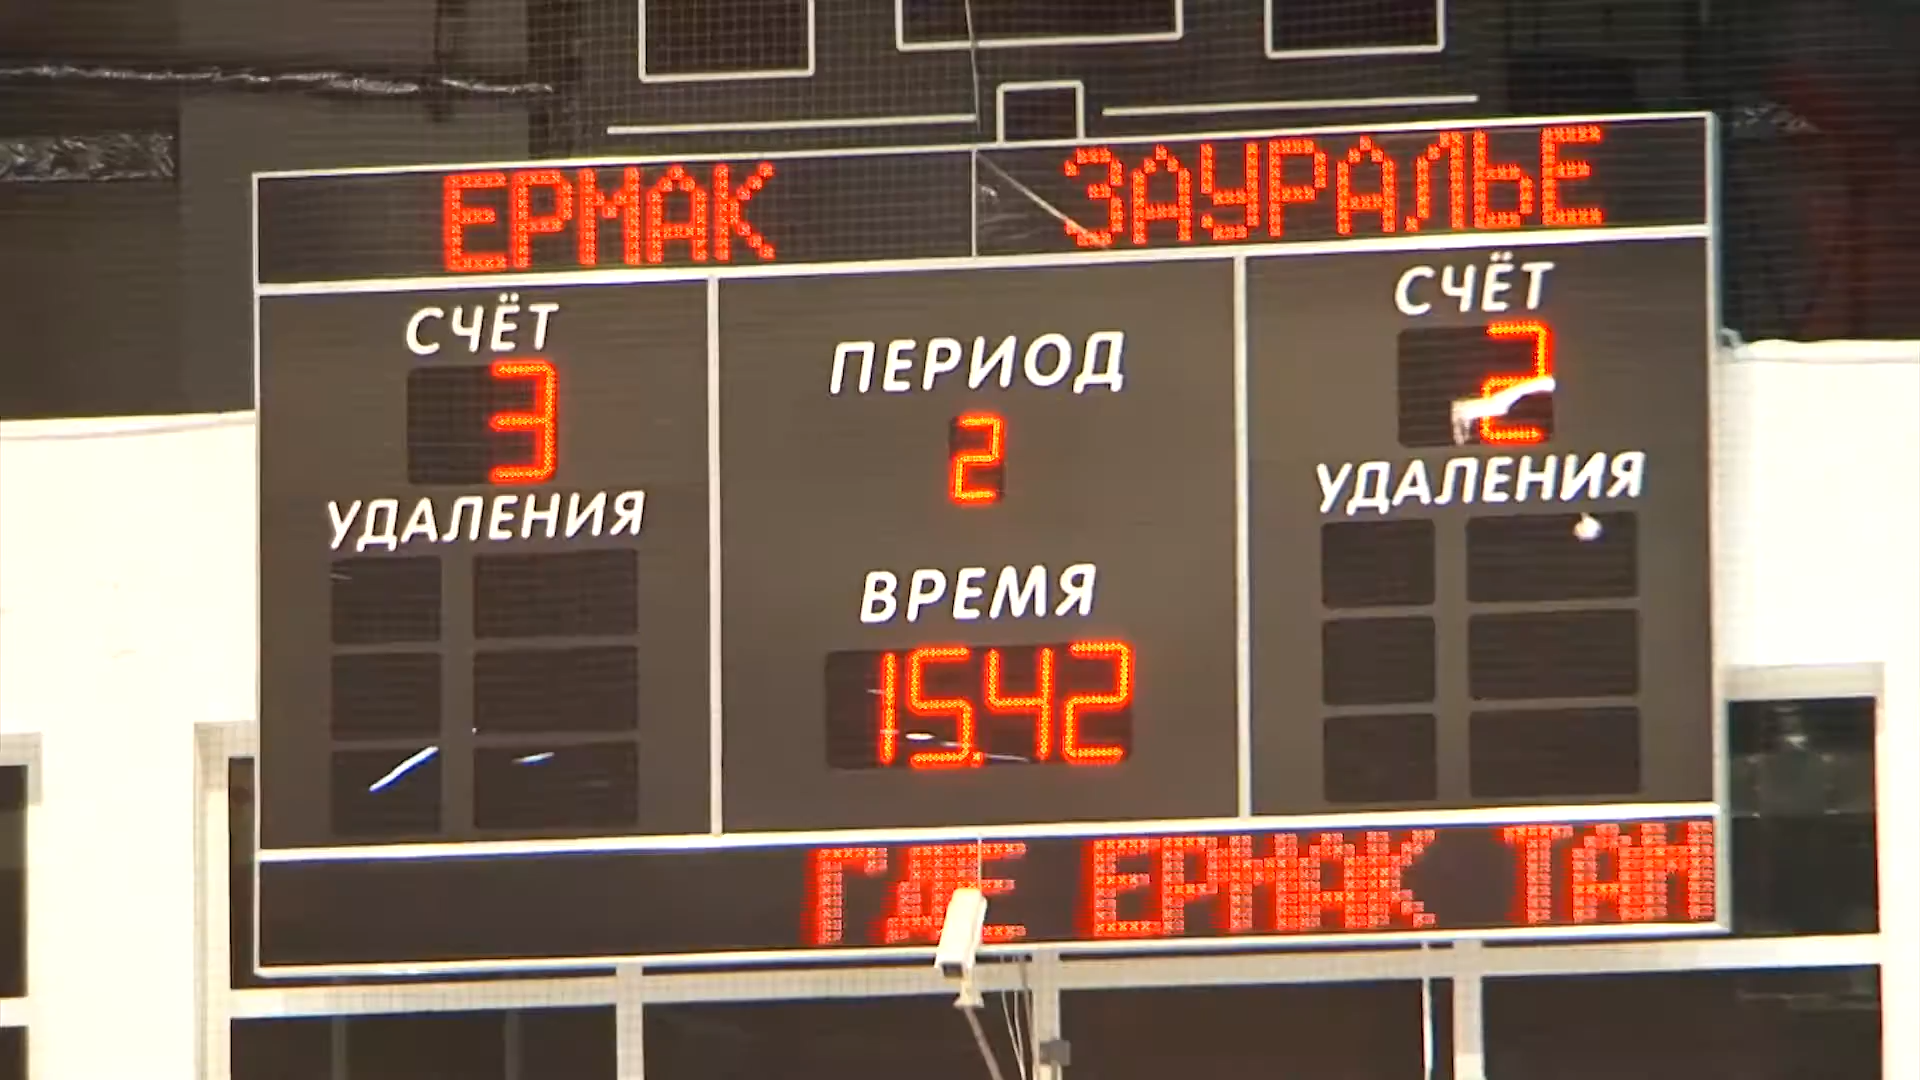 ЕРМАК ЗАУРАЛЬЕ
СЧЁТ ПЕРИОД СЧЁТ
3 2 2
УДАЛЕНИЯ ВРЕМЯ УДАЛЕНИЯ
15.42
ГДЕ ЕРМАК ТАМ